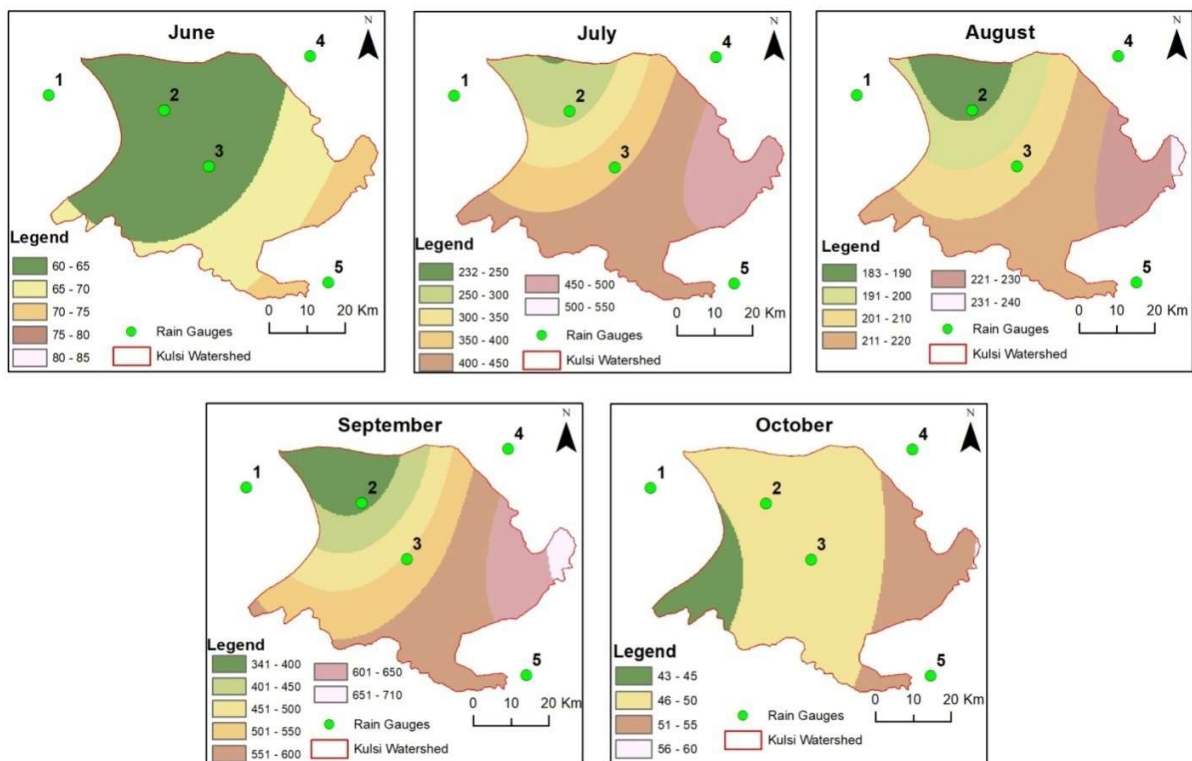 June
N
4
1
2
3
Legend
60 - 65
65 - 70
70 - 75
75 - 80
80 - 85
Rain Gauges
Kulsi Watershed
5
0 10 20 Km
July
N
4
1
2
3
Legend
232 - 250
250 - 300
300 - 350
350 - 400
400 - 450
450 - 500
500 - 550
Rain Gauges
Kulsi Watershed
5
0 10 20 Km
August
N
4
1
2
3
Legend
183 - 190
191 - 200
201 - 210
211 - 220
221 - 230
231 - 240
Rain Gauges
Kulsi Watershed
5
0 10 20 Km
September
N
4
1
2
3
Legend
341 - 400
401 - 450
451 - 500
501 - 550
551 - 600
601 - 650
651 - 710
Rain Gauges
Kulsi Watershed
5
0 10 20 Km
October
N
4
1
2
3
Legend
43 - 45
46 - 50
51 - 55
56 - 60
Rain Gauges
Kulsi Watershed
5
0 10 20 Km